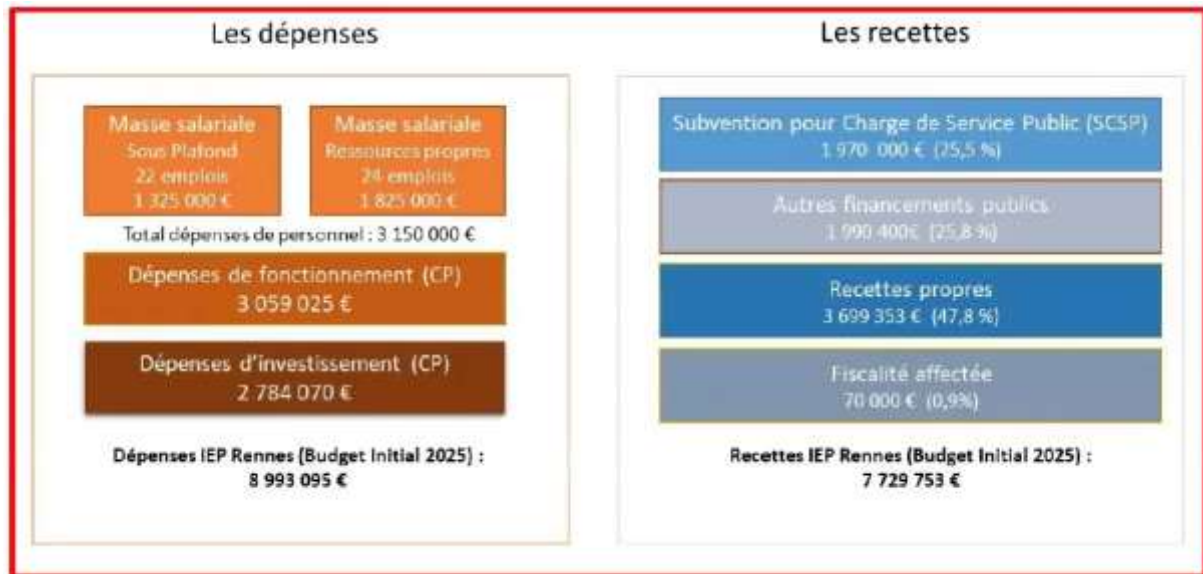 Les dépenses
Masse salariale
Sous Plafond
22 emplois
1 325 000 €
Masse salariale
Ressources propres
24 emplois
1 825 000 €
Total dépenses de personnel : 3 150 000 €
Dépenses de fonctionnement (CP)
3 059 025 €
Dépenses d'investissement (CP)
2 784 070 €
Dépenses IEP Rennes (Budget Initial 2025) :
8 993 095 €
Les recettes
Subvention pour Charge de Service Public (SCSP)
1 970 000 € (25,5 %)
Autres financements publics
1 990 400€ (25,8 %)
Recettes propres
3 699 353 € (47,8 %)
Fiscalité affectée
70 000 € (0,9%)
Recettes IEP Rennes (Budget Initial 2025) :
7 729 753 €